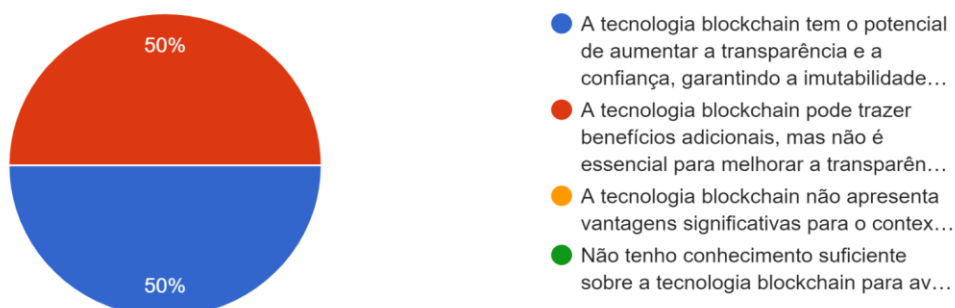 50%
50%
A tecnologia blockchain tem o potencial
de aumentar a transparência e a
confiança, garantindo a imutabilidade…
A tecnologia blockchain pode trazer
benefícios adicionais, mas não é
essencial para melhorar a transparên…
A tecnologia blockchain não apresenta
vantagens significativas para o contex…
Não tenho conhecimento suficiente
sobre a tecnologia blockchain para av…